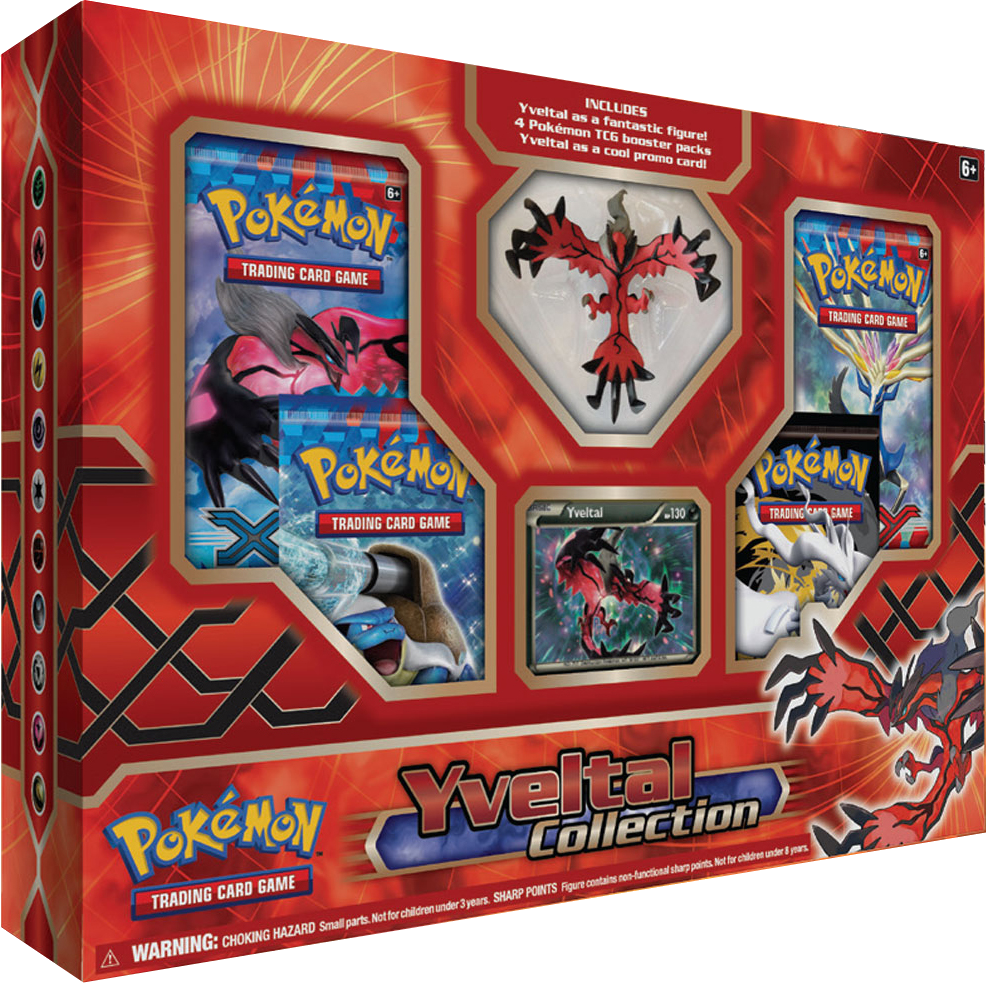 INCLUDES
Yveltal as a fantastic figure!
4 Pokémon TCG booster packs
Yveltal as a cool promo card!
6+
POKéMON
6+
TRADING CARD GAME
X
POKéMON
TRADING CARD GAME
POKéMON
6+
TRADING CARD GAME
POKéMON
TRADING CARD GAME
Yveltal
HP130
Yveltal
Collection
POKéMON
TRADING CARD GAME
WARNING: CHOKING HAZARD Small parts. Not for children under 3 years. SHARP POINTS Figure contains non-functional sharp points. Not for children under 8 years.